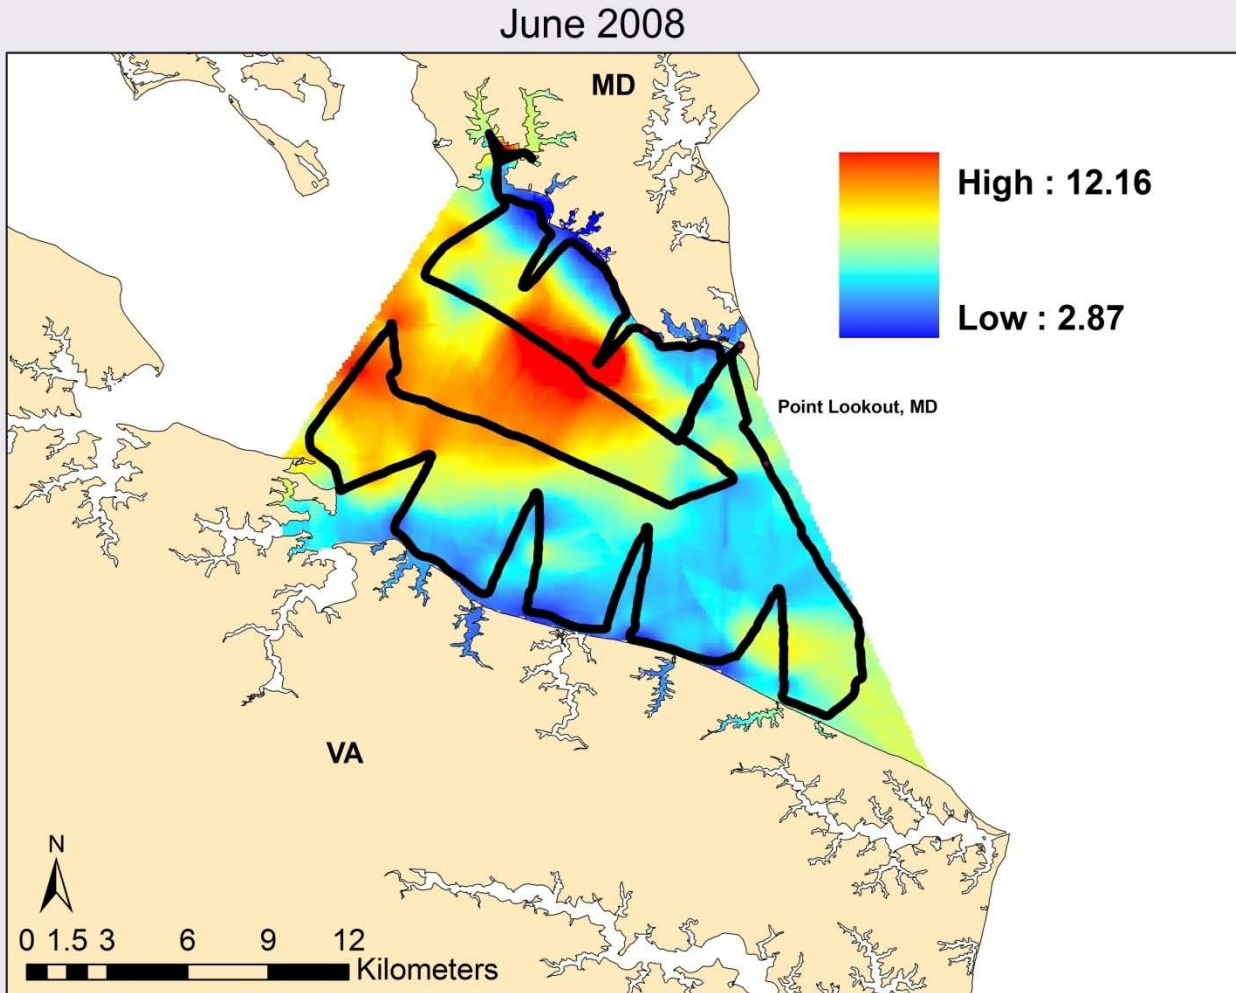 June 2008
MD
High : 12.16
Low : 2.87
Point Lookout, MD
VA
N
0 1.5 3 6 9 12
Kilometers